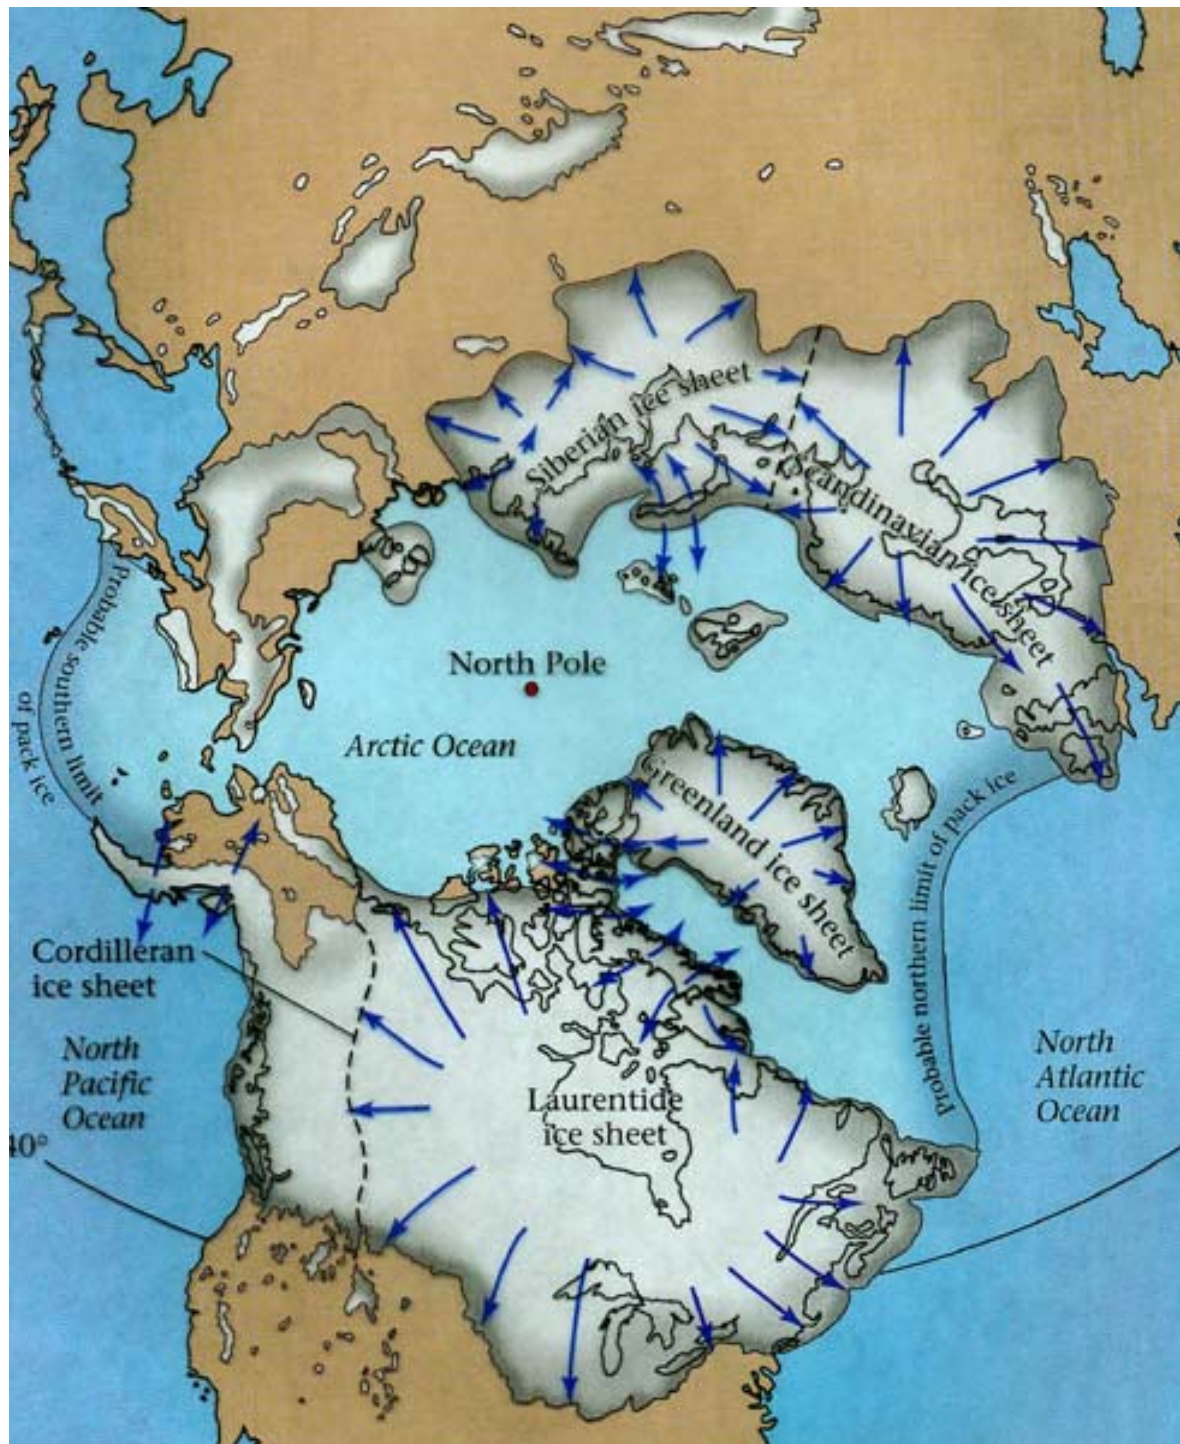 Siberian ice sheet
Scandinavian ice sheet
Probable southern limit
of pack ice
North Pole
Arctic Ocean
Greenland ice sheet
Probable northern limit of pack ice
Cordilleran
ice sheet
North
Pacific
Ocean
North
Atlantic
Ocean
Laurentide
ice sheet
40°